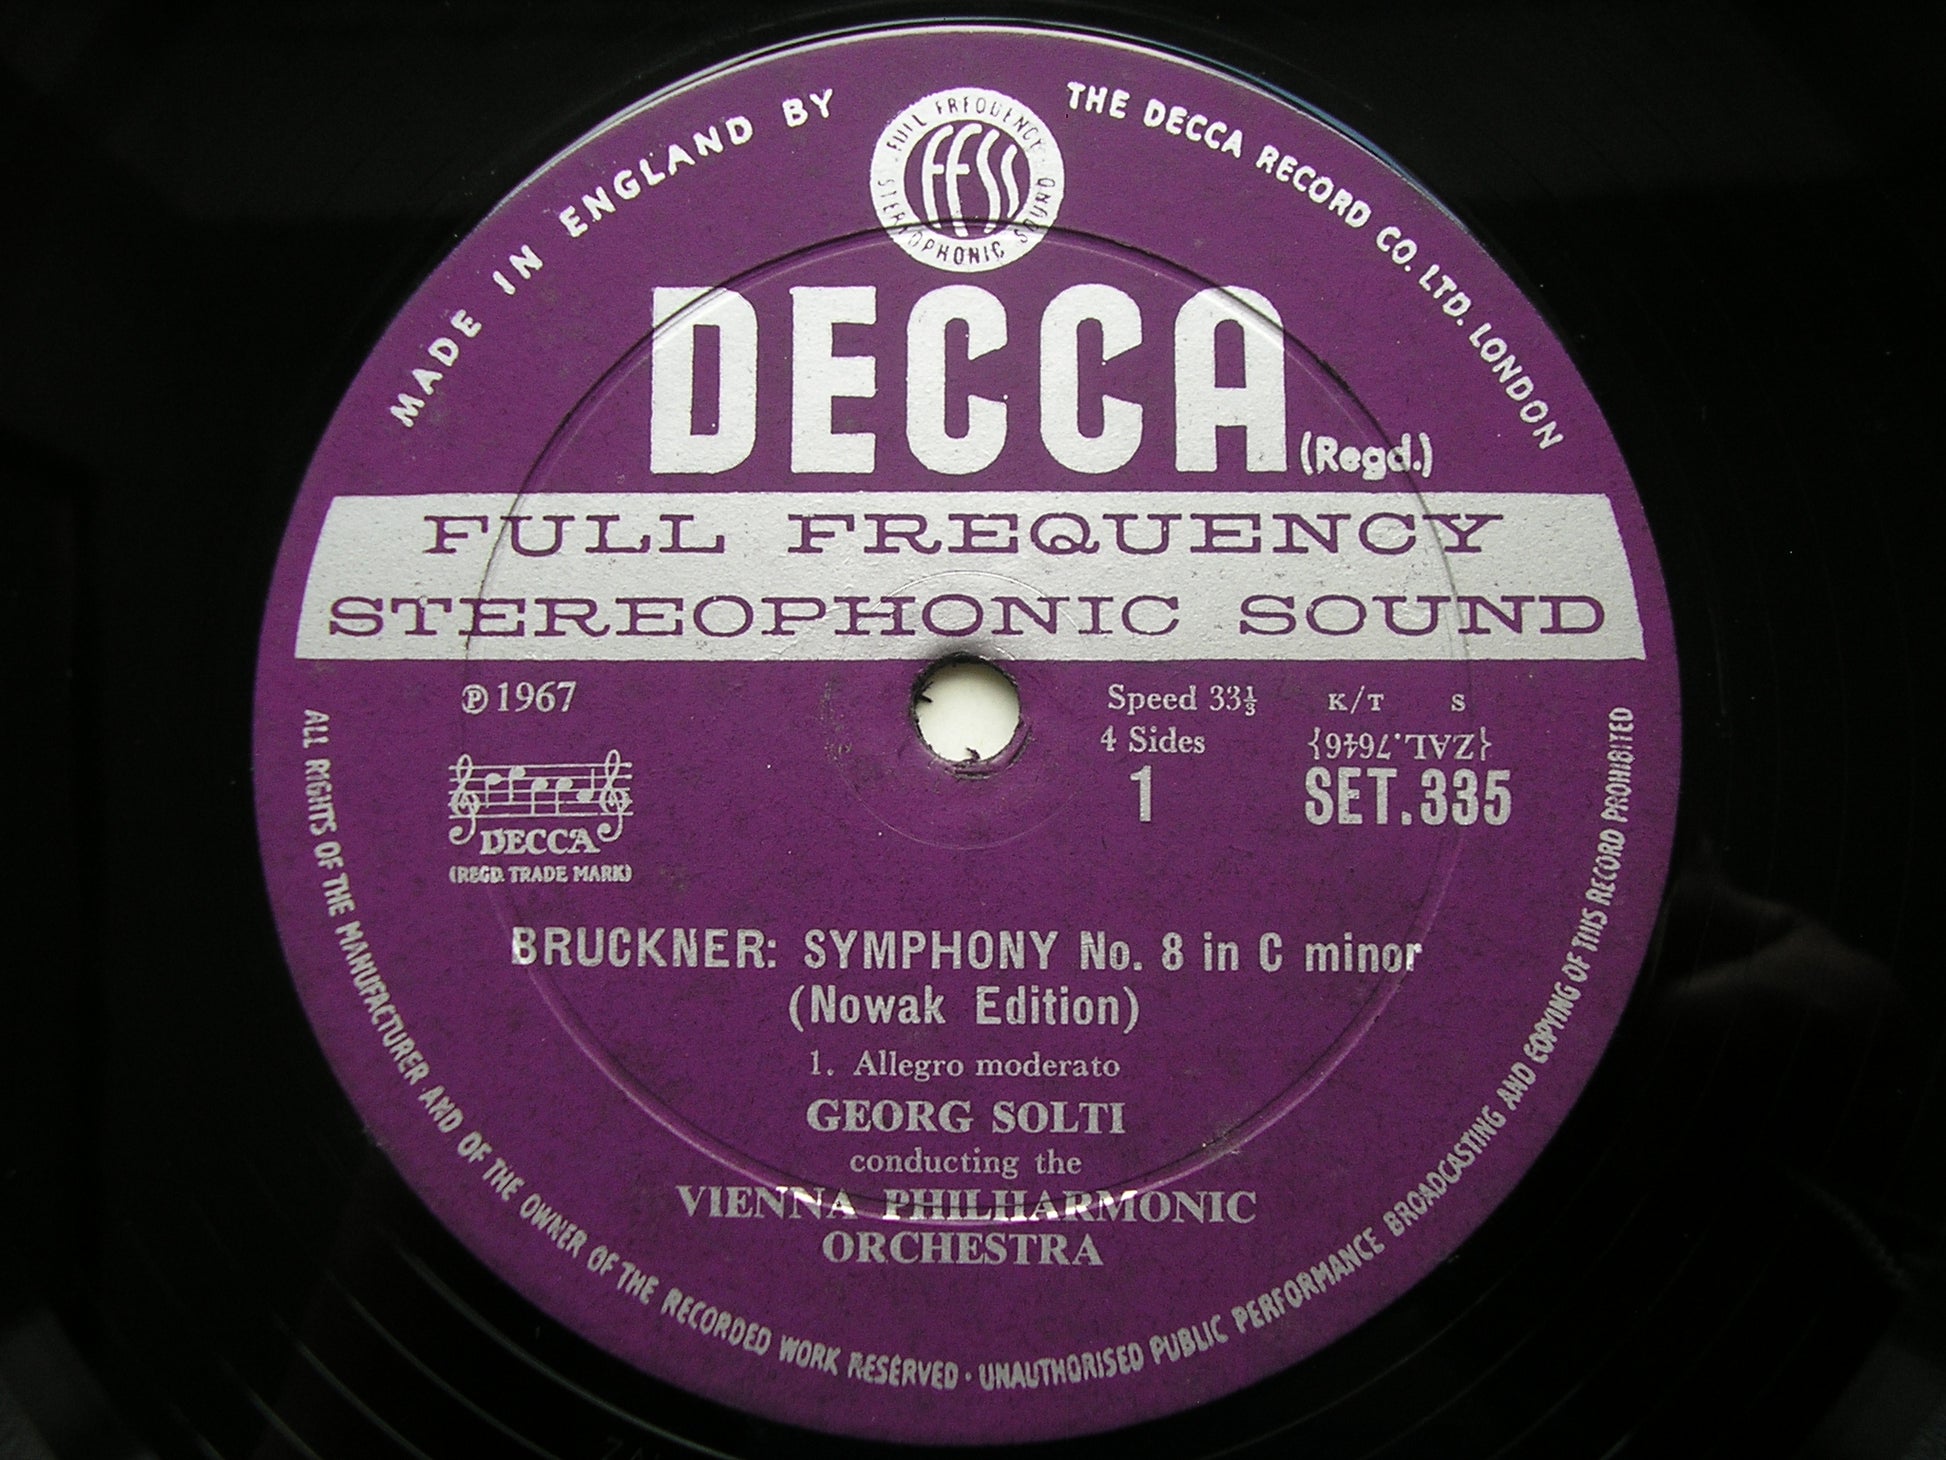 MADE IN ENGLAND BY
THE DECCA RECORD CO. LTD. LONDON
FULL FREQUENCY
STEREOPHONIC SOUND
FFSS
DECCA (Regd.)
FULL FREQUENCY
STEREOPHONIC SOUND
℗ 1967
Speed 33⅓ K/T S
4 Sides {ZAL.7646}
1 SET.335
DECCA
(REGD. TRADE MARK)
BRUCKNER: SYMPHONY No. 8 in C minor
(Nowak Edition)
1. Allegro moderato
GEORG SOLTI
conducting the
VIENNA PHILHARMONIC
ORCHESTRA
ALL RIGHTS OF THE MANUFACTURER AND OF THE OWNER OF THE RECORDED WORK RESERVED · UNAUTHORISED PUBLIC PERFORMANCE BROADCASTING AND COPYING OF THIS RECORD PROHIBITED